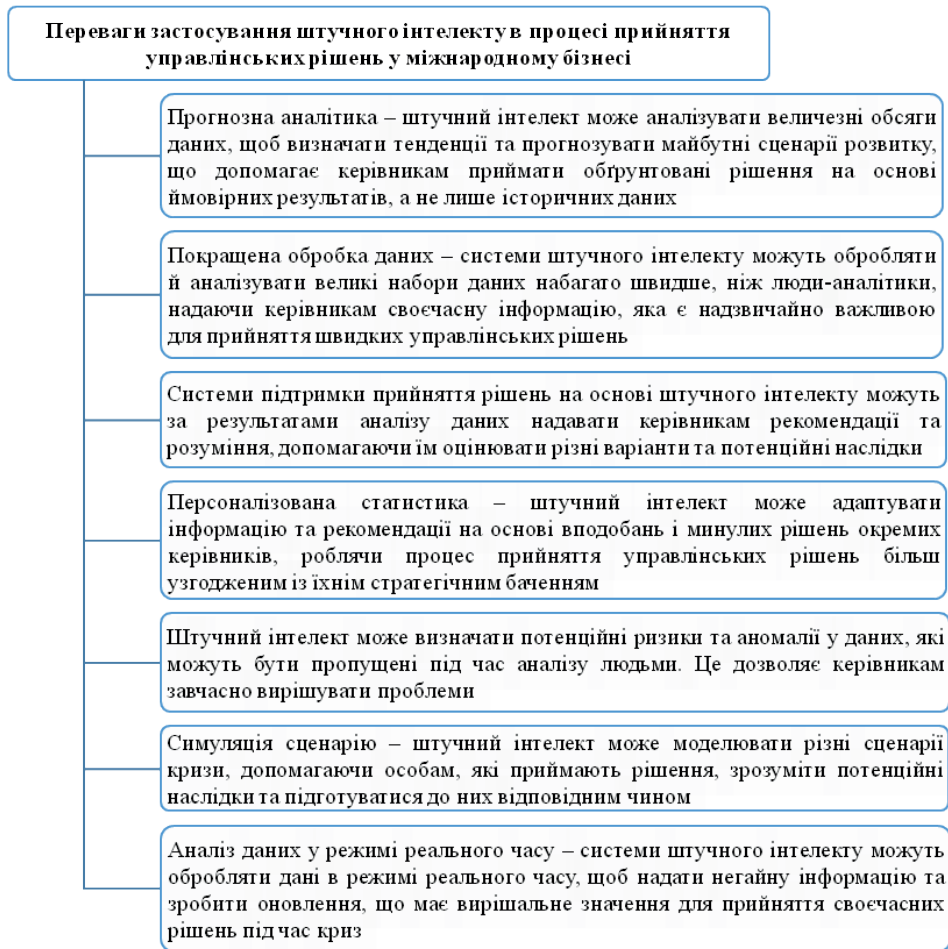 Переваги застосування штучного інтелекту в процесі прийняття
управлінських рішень у міжнародному бізнесі
Прогнозна аналітика – штучний інтелект може аналізувати величезні обсяги
даних, щоб визначати тенденції та прогнозувати майбутні сценарії розвитку,
що допомагає керівникам приймати обґрунтовані рішення на основі
ймовірних результатів, а не лише історичних даних
Покращена обробка даних – системи штучного інтелекту можуть обробляти
й аналізувати великі набори даних набагато швидше, ніж люди-аналітики,
надаючи керівникам своєчасну інформацію, яка є надзвичайно важливою
для прийняття швидких управлінських рішень
Системи підтримки прийняття рішень на основі штучного інтелекту можуть
за результатами аналізу даних надавати керівникам рекомендації та
розуміння, допомагаючи їм оцінювати різні варіанти та потенційні наслідки
Персоналізована статистика – штучний інтелект може адаптувати
інформацію та рекомендації на основі вподобань і минулих рішень окремих
керівників, роблячи процес прийняття управлінських рішень більш
узгодженим із їхнім стратегічним баченням
Штучний інтелект може визначати потенційні ризики та аномалії у даних, які
можуть бути пропущені під час аналізу людьми. Це дозволяє керівникам
завчасно вирішувати проблеми
Симуляція сценарію – штучний інтелект може моделювати різні сценарії
кризи, допомагаючи особам, які приймають рішення, зрозуміти потенційні
наслідки та підготуватися до них відповідним чином
Аналіз даних у режимі реального часу – системи штучного інтелекту можуть
обробляти дані в режимі реального часу, щоб надати негайну інформацію та
зробити оновлення, що має вирішальне значення для прийняття своєчасних
рішень під час криз